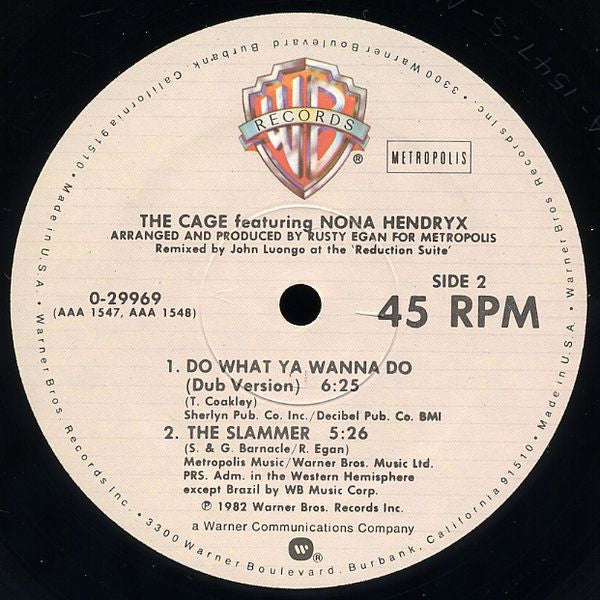 WB
RECORDS
®
METROPOLIS
THE CAGE featuring NONA HENDRYX
ARRANGED AND PRODUCED BY RUSTY EGAN FOR METROPOLIS
Remixed by John Luongo at the 'Reduction Suite'
0-29969
(AAA 1547, AAA 1548)
SIDE 2
45 RPM
1. DO WHAT YA WANNA DO
(Dub Version) 6:25
(T. Coakley)
Sherlyn Pub. Co. Inc./Decibel Pub. Co. BMI
2. THE SLAMMER 5:26
(S. & G. Barnacle/R. Egan)
Metropolis Music/Warner Bros. Music Ltd.
PRS. Adm. in the Western Hemisphere
except Brazil by WB Music Corp.
℗ 1982 Warner Bros. Records Inc.
a Warner Communications Company
W®
Warner Bros. Records Inc. • 3300 Warner Boulevard, Burbank, California 91510 • Made in U.S.A. •
Warner Bros. Records Inc. • 3300 Warner Boulevard, Burbank, California 91510 • Made in U.S.A. •